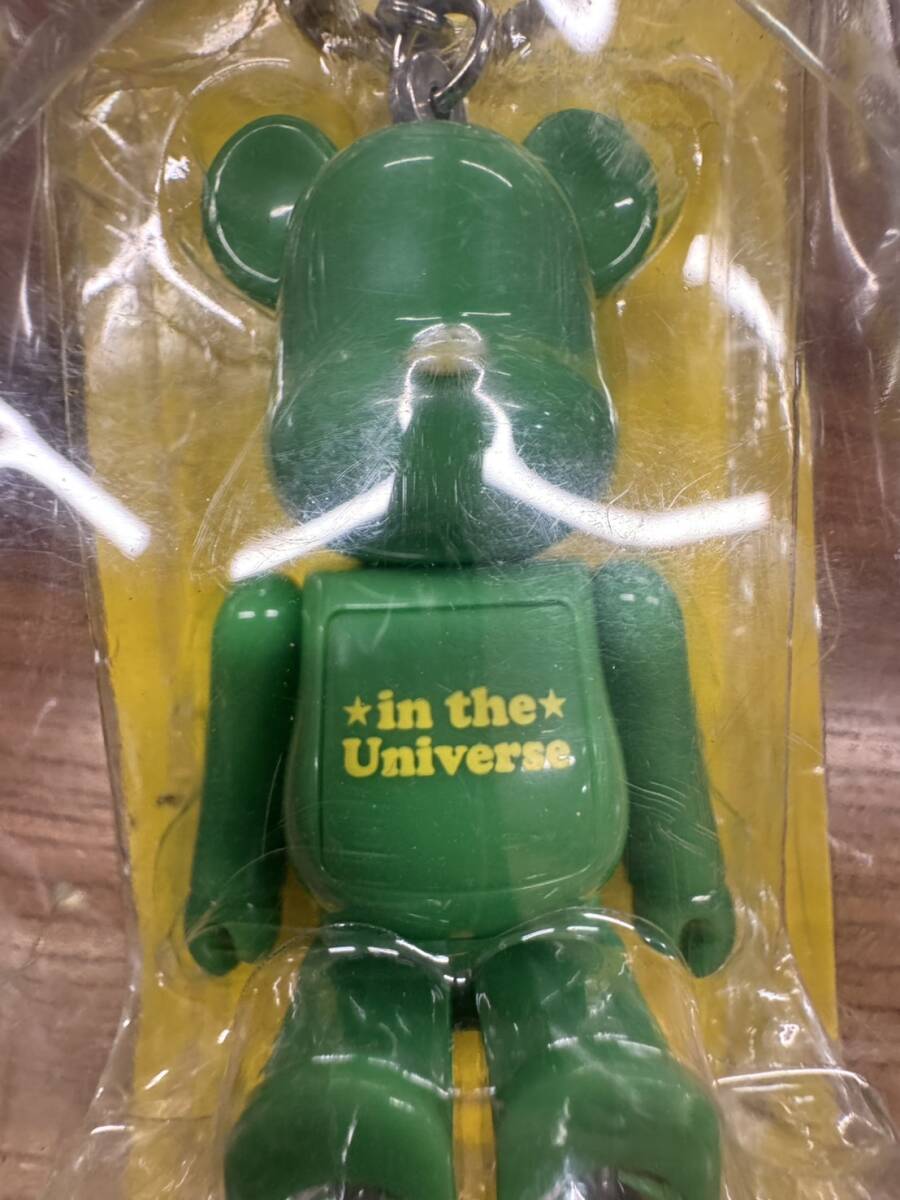 ★in the★
Universe